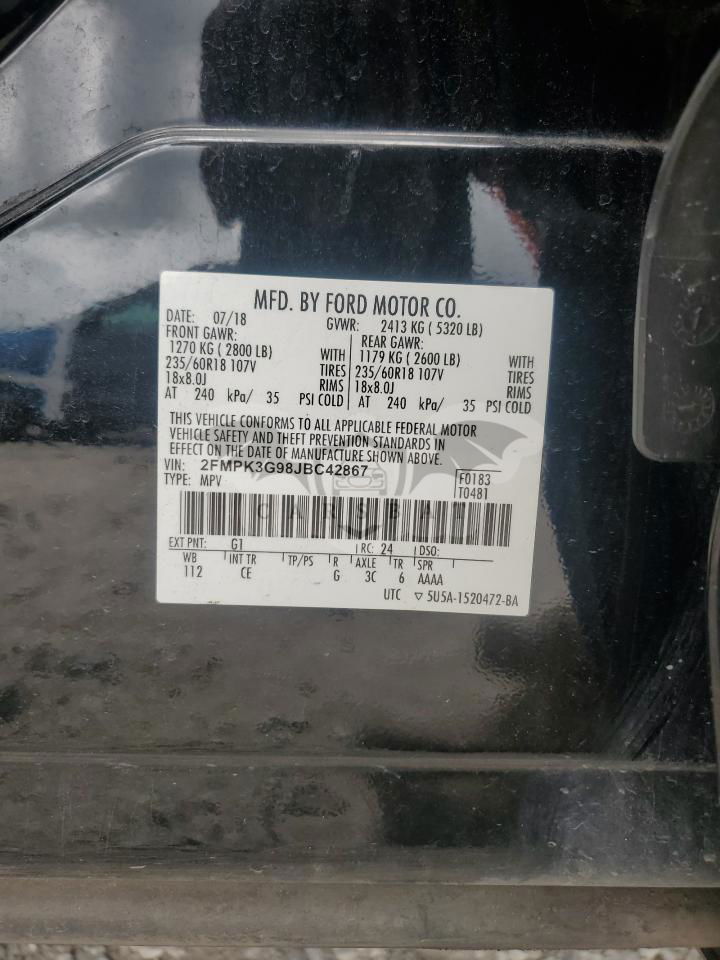 MFD. BY FORD MOTOR CO.
DATE: 07/18 GVWR: 2413 KG ( 5320 LB)
FRONT GAWR: REAR GAWR:
1270 KG ( 2800 LB) WITH 1179 KG ( 2600 LB) WITH
235/60R18 107V TIRES 235/60R18 107V TIRES
18x8.0J RIMS 18x8.0J RIMS
AT 240 kPa/ 35 PSI COLD AT 240 kPa/ 35 PSI COLD
THIS VEHICLE CONFORMS TO ALL APPLICABLE FEDERAL MOTOR
VEHICLE SAFETY AND THEFT PREVENTION STANDARDS IN
EFFECT ON THE DATE OF MANUFACTURE SHOWN ABOVE.
VIN: 2FMPK3G98JBC42867 F0183
TYPE: MPV T0481
CARSBAT
EXT PNT: G1 RC: 24 DSO:
WB INT TR TP/PS R AXLE TR SPR
112 CE G 3C 6 AAAA
UTC ▽ 5U5A-1520472-BA